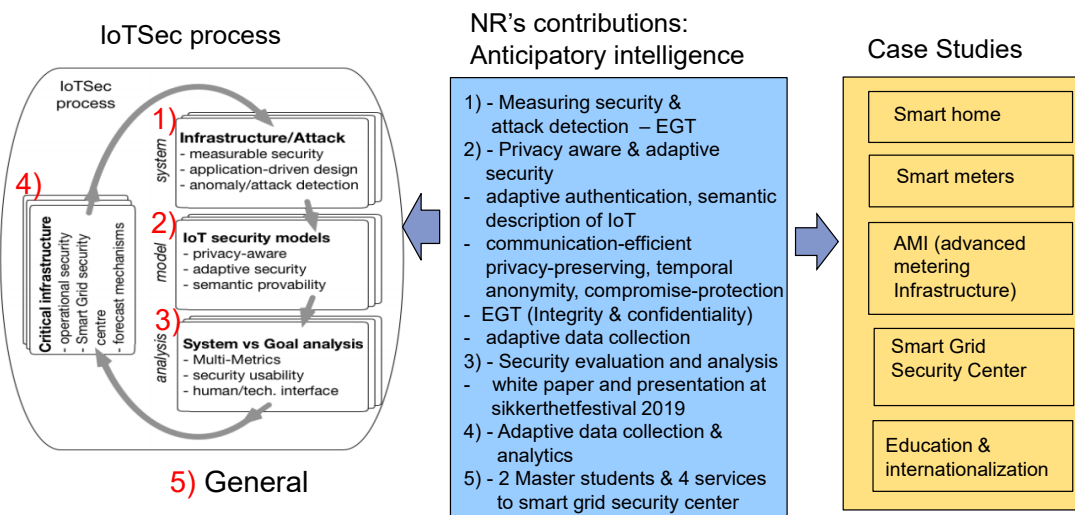 IoTSec process
IoTSec
process
1)
Infrastructure/Attack
- measurable security
- application-driven design
- anomaly/attack detection
system
2)
IoT security models
- privacy-aware
- adaptive security
- semantic provability
model
3)
System vs Goal analysis
- Multi-Metrics
- security usability
- human/tech. interface
analysis
4)
Critical infrastructure
- operational security
- Smart Grid security
centre
- forecast mechanisms
5) General
NR's contributions:
Anticipatory intelligence
1) - Measuring security &
attack detection – EGT
2) - Privacy aware & adaptive
security
- adaptive authentication, semantic
description of IoT
- communication-efficient
privacy-preserving, temporal
anonymity, compromise-protection
- EGT (Integrity & confidentiality)
- adaptive data collection
3) - Security evaluation and analysis
- white paper and presentation at
sikkerthetfestival 2019
4) - Adaptive data collection &
analytics
5) - 2 Master students & 4 services
to smart grid security center
Case Studies
Smart home
Smart meters
AMI (advanced
metering
Infrastructure)
Smart Grid
Security Center
Education &
internationalization